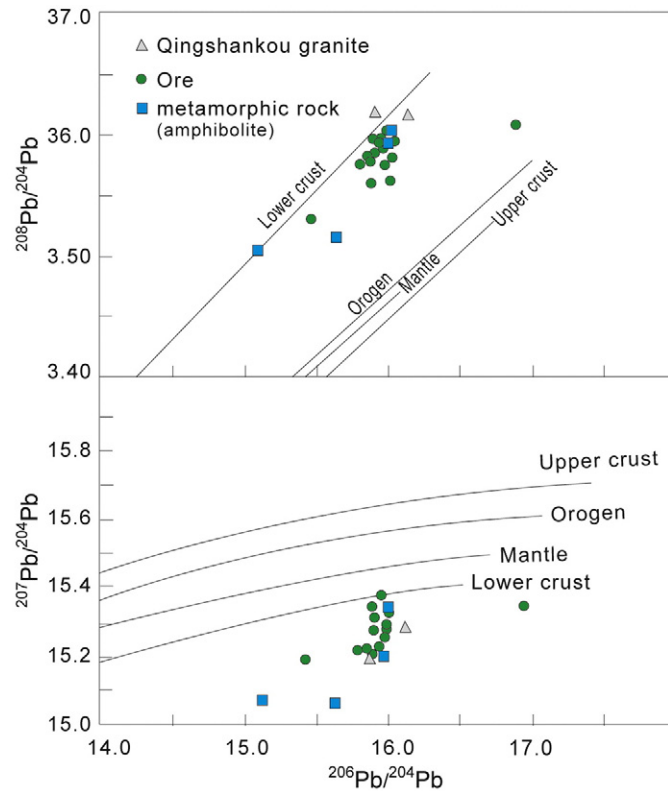 37.0
Qingshankou granite
Ore
metamorphic rock
(amphibolite)
36.0
3.50
3.40
208Pb/204Pb
Lower crust
Orogen
Mantle
Upper crust
15.8
15.6
15.4
15.2
15.0
207Pb/204Pb
Upper crust
Orogen
Mantle
Lower crust
14.0 15.0 16.0 17.0
206Pb/204Pb